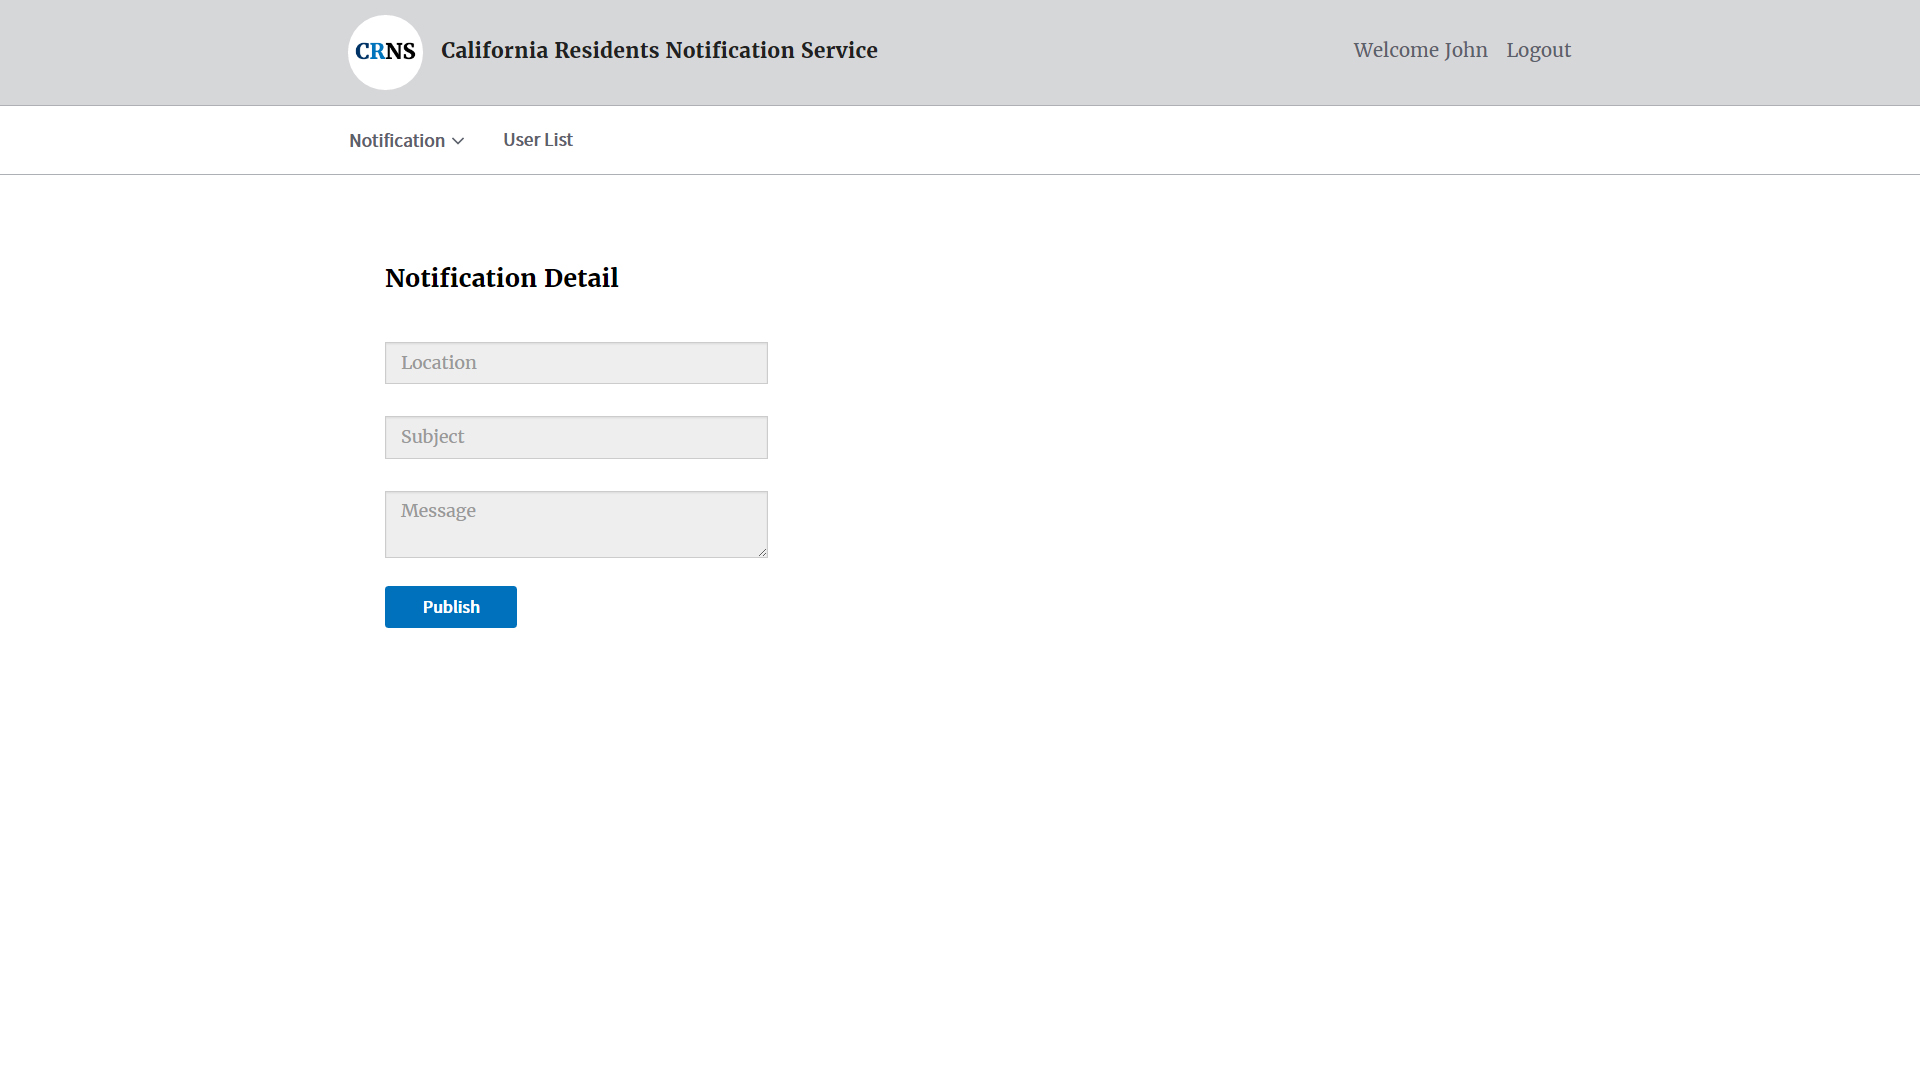 CRNS California Residents Notification Service Welcome John Logout
Notification User List
Notification Detail
Location
Subject
Message
Publish